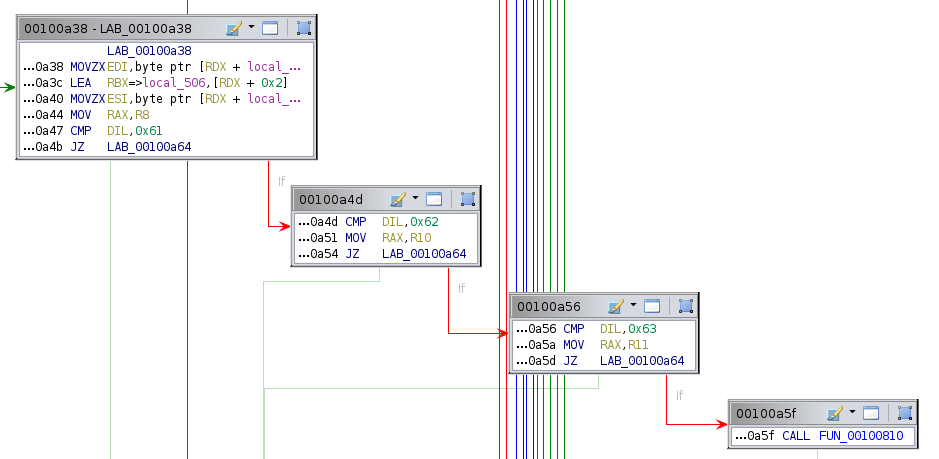 00100a38 - LAB_00100a38
LAB_00100a38
...0a38 MOVZX EDI,byte ptr [RDX + local_...
...0a3c LEA RBX=>local_506,[RDX + 0x2]
...0a40 MOVZX ESI,byte ptr [RDX + local_...
...0a44 MOV RAX,R8
...0a47 CMP DIL,0x61
...0a4b JZ LAB_00100a64
If
00100a4d
...0a4d CMP DIL,0x62
...0a51 MOV RAX,R10
...0a54 JZ LAB_00100a64
If
00100a56
...0a56 CMP DIL,0x63
...0a5a MOV RAX,R11
...0a5d JZ LAB_00100a64
If
00100a5f
...0a5f CALL FUN_00100810